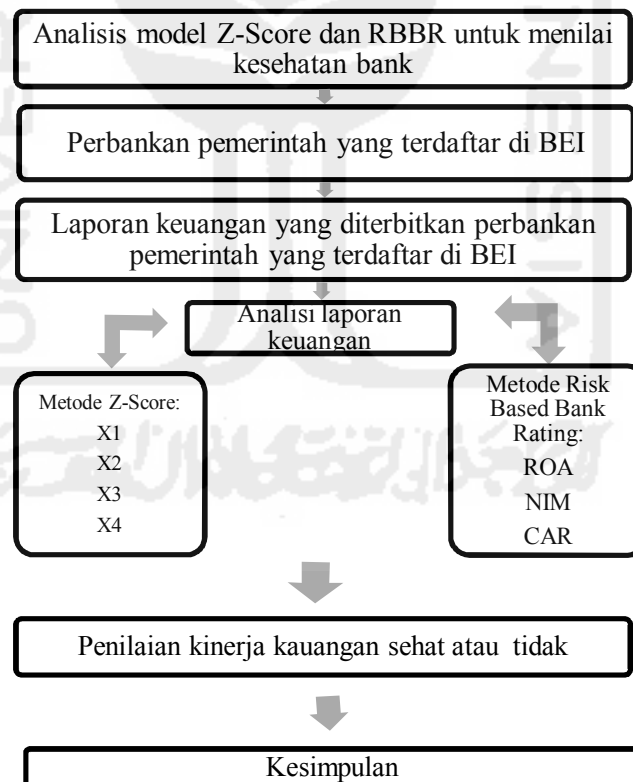 Analisis model Z-Score dan RBBR untuk menilai
kesehatan bank
Perbankan pemerintah yang terdaftar di BEI
Laporan keuangan yang diterbitkan perbankan
pemerintah yang terdaftar di BEI
Analisi laporan
keuangan
Metode Z-Score:
X1
X2
X3
X4
Metode Risk
Based Bank
Rating:
ROA
NIM
CAR
Penilaian kinerja kauangan sehat atau tidak
Kesimpulan